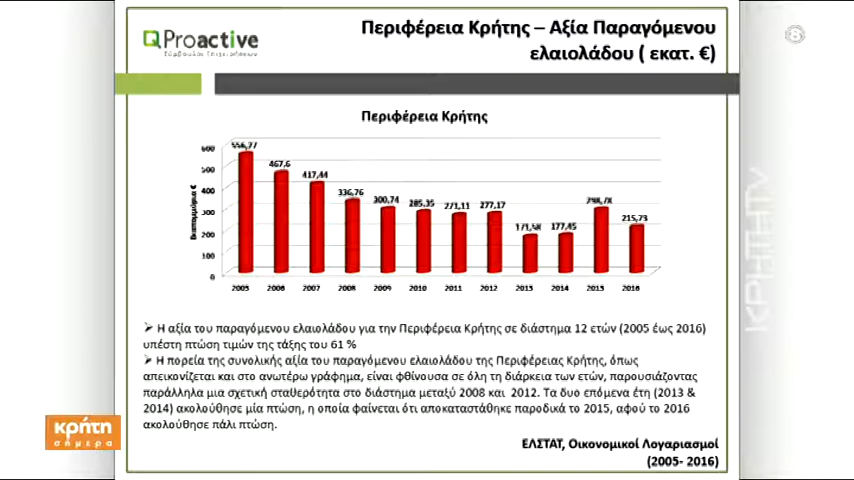 Περιφέρεια Κρήτης – Αξία Παραγόμενου
ελαιολάδου ( εκατ. €)
Proactive
Σύμβουλοι Επιχειρήσεων
Περιφέρεια Κρήτης
Εκατομμύρια €
600
500
400
300
200
100
0
556,77
467,6
417,44
336,76
300,74
285,35
271,11
277,17
171,58
177,45
298,78
215,73
2005
2006
2007
2008
2009
2010
2011
2012
2013
2014
2015
2016
Η αξία του παραγόμενου ελαιολάδου για την Περιφέρεια Κρήτης σε διάστημα 12 ετών (2005 έως 2016)
υπέστη πτώση τιμών της τάξης του 61 %
Η πορεία της συνολικής αξία του παραγόμενου ελαιολάδου της Περιφέρειας Κρήτης, όπως
απεικονίζεται και στο ανωτέρω γράφημα, είναι φθίνουσα σε όλη τη διάρκεια των ετών, παρουσιάζοντας
παράλληλα μια σχετική σταθερότητα στο διάστημα μεταξύ 2008 και 2012. Τα δυο επόμενα έτη (2013 &
2014) ακολούθησε μία πτώση, η οποία φαίνεται ότι αποκαταστάθηκε παροδικά το 2015, αφού το 2016
ακολούθησε πάλι πτώση.
ΕΛΣΤΑΤ, Οικονομικοί Λογαριασμοί
(2005- 2016)
κρήτη
σήμερα
ΚΡΗΤΗTV
8